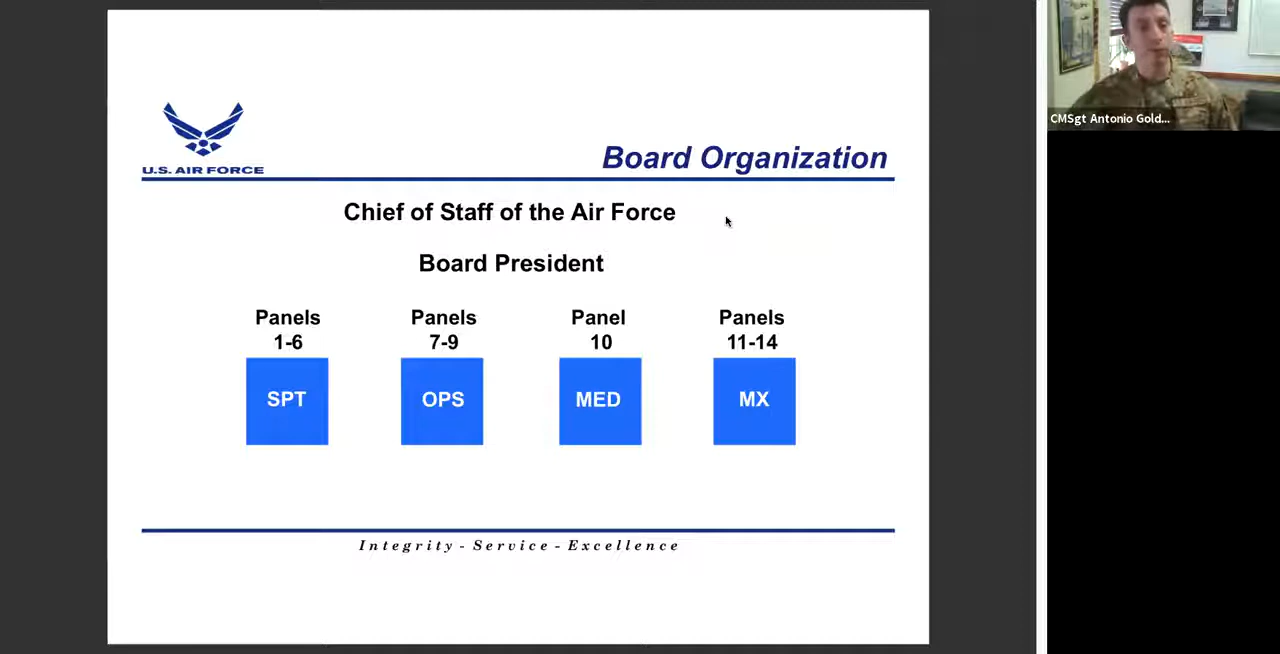 U.S. AIR FORCE
Board Organization
Chief of Staff of the Air Force
Board President
Panels
1-6
Panels
7-9
Panel
10
Panels
11-14
SPT
OPS
MED
MX
Integrity - Service - Excellence
CMSgt Antonio Gold...